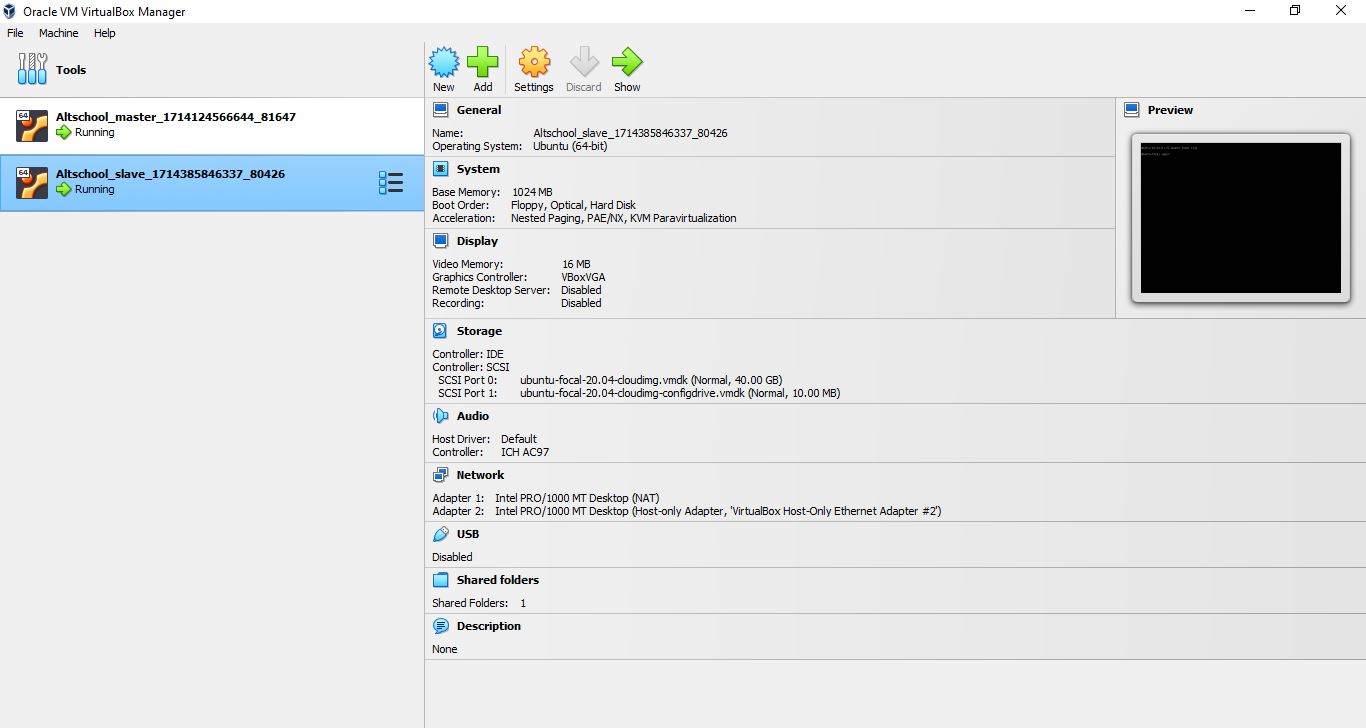 Oracle VM VirtualBox Manager
File Machine Help
Tools
New Add Settings Discard Show
64
Altschool_master_1714124566644_81647
Running
64
Altschool_slave_1714385846337_80426
Running
General
Name: Altschool_slave_1714385846337_80426
Operating System: Ubuntu (64-bit)
System
Base Memory: 1024 MB
Boot Order: Floppy, Optical, Hard Disk
Acceleration: Nested Paging, PAE/NX, KVM Paravirtualization
Display
Video Memory: 16 MB
Graphics Controller: VBoxVGA
Remote Desktop Server: Disabled
Recording: Disabled
Preview
Storage
Controller: IDE
Controller: SCSI
SCSI Port 0: ubuntu-focal-20.04-cloudimg.vmdk (Normal, 40.00 GB)
SCSI Port 1: ubuntu-focal-20.04-cloudimg-configdrive.vmdk (Normal, 10.00 MB)
Audio
Host Driver: Default
Controller: ICH AC97
Network
Adapter 1: Intel PRO/1000 MT Desktop (NAT)
Adapter 2: Intel PRO/1000 MT Desktop (Host-only Adapter, 'VirtualBox Host-Only Ethernet Adapter #2')
USB
Disabled
Shared folders
Shared Folders: 1
Description
None